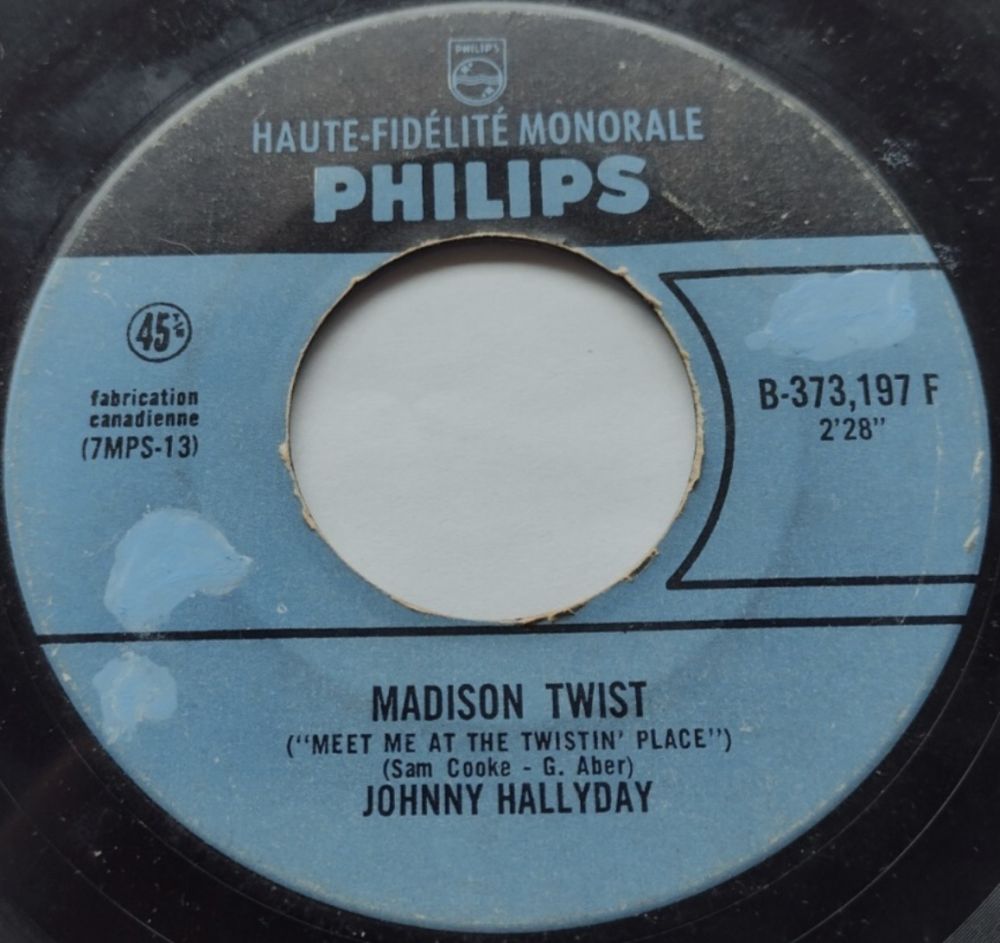 PHILIPS
HAUTE-FIDÉLITÉ MONORALE
PHILIPS
45 T/M
fabrication
canadienne
(7MPS-13)
B-373,197 F
2'28"
MADISON TWIST
("MEET ME AT THE TWISTIN' PLACE")
(Sam Cooke - G. Aber)
JOHNNY HALLYDAY